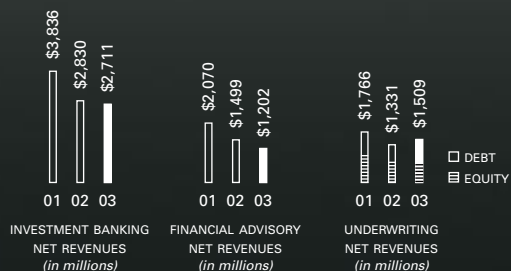 $3,836
$2,830
$2,711
01 02 03
INVESTMENT BANKING
NET REVENUES
(in millions)
$2,070
$1,499
$1,202
01 02 03
FINANCIAL ADVISORY
NET REVENUES
(in millions)
$1,766
$1,331
$1,509
01 02 03
UNDERWRITING
NET REVENUES
(in millions)
DEBT
EQUITY